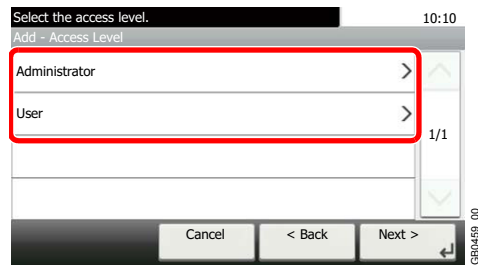 Select the access level.
10:10
Add - Access Level
Administrator
User
1/1
Cancel
< Back
Next >
GB0459_00